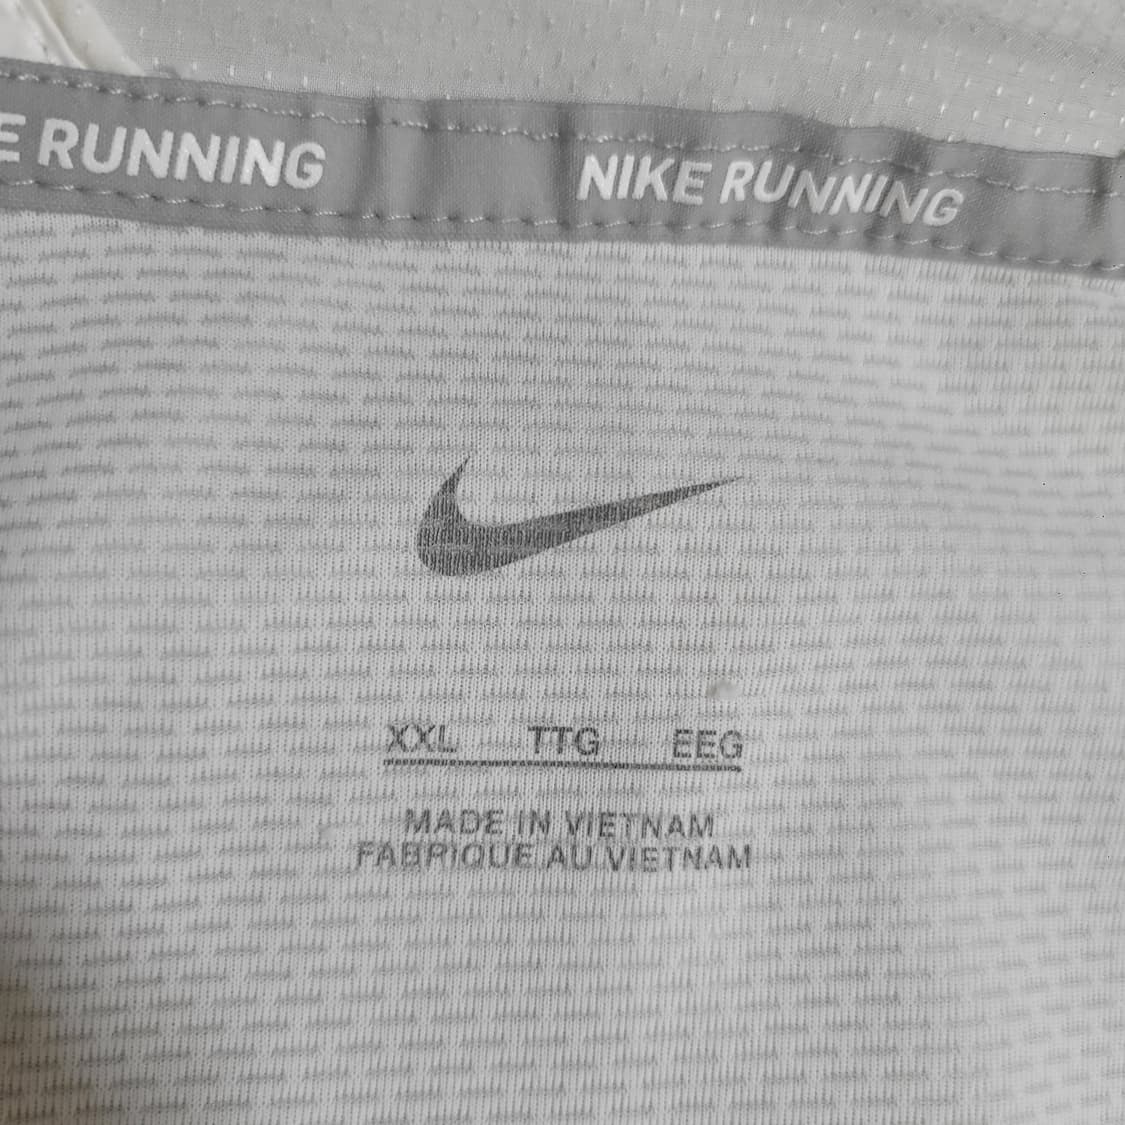 E RUNNING NIKE RUNNING
XXL TTG EEG
MADE IN VIETNAM
FABRIQUE AU VIETNAM